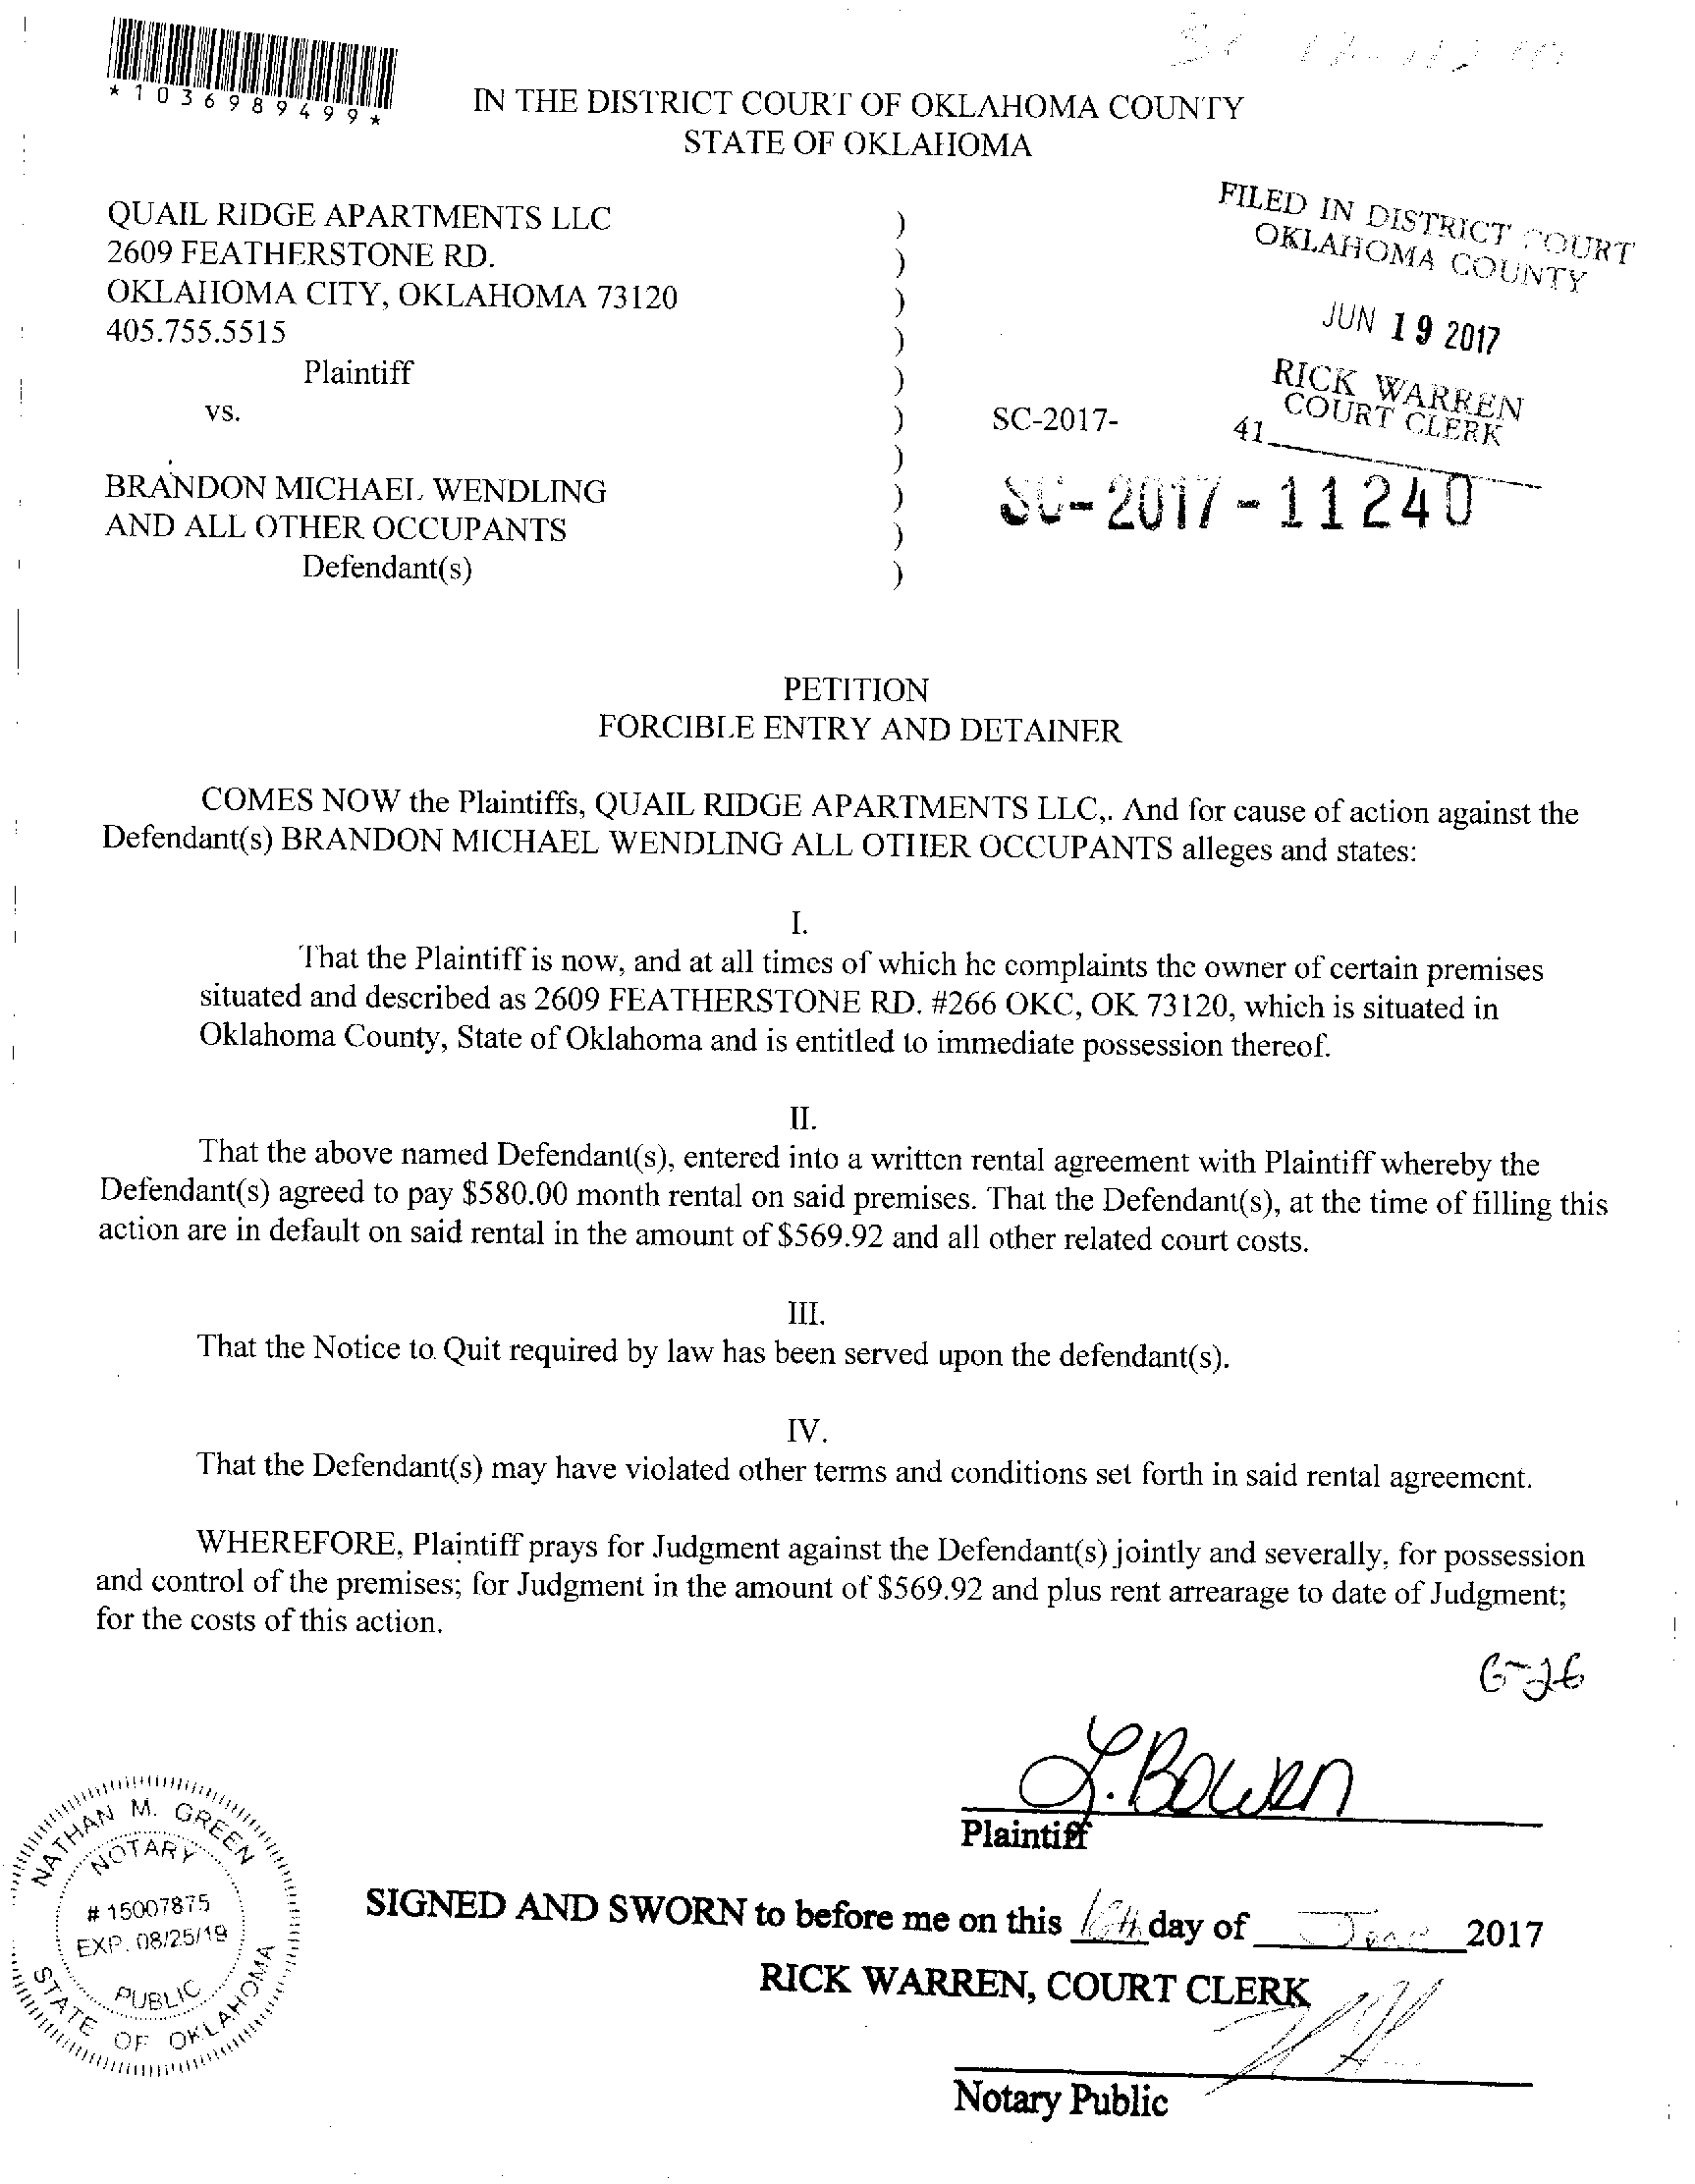 *1036989499*
IN THE DISTRICT COURT OF OKLAHOMA COUNTY
STATE OF OKLAHOMA
FILED IN DISTRICT COURT
OKLAHOMA COUNTY
JUN 19 2017
RICK WARREN
COURT CLERK
41
QUAIL RIDGE APARTMENTS LLC )
2609 FEATHERSTONE RD. )
OKLAHOMA CITY, OKLAHOMA 73120 )
405.755.5515 )
Plaintiff )
vs. ) SC-2017-
)
BRANDON MICHAEL WENDLING ) SC-2017-11240
AND ALL OTHER OCCUPANTS )
Defendant(s) )
PETITION
FORCIBLE ENTRY AND DETAINER
COMES NOW the Plaintiffs, QUAIL RIDGE APARTMENTS LLC,. And for cause of action against the
Defendant(s) BRANDON MICHAEL WENDLING ALL OTHER OCCUPANTS alleges and states:
I.
That the Plaintiff is now, and at all times of which he complaints the owner of certain premises
situated and described as 2609 FEATHERSTONE RD. #266 OKC, OK 73120, which is situated in
Oklahoma County, State of Oklahoma and is entitled to immediate possession thereof.
II.
That the above named Defendant(s), entered into a written rental agreement with Plaintiff whereby the
Defendant(s) agreed to pay $580.00 month rental on said premises. That the Defendant(s), at the time of filling this
action are in default on said rental in the amount of $569.92 and all other related court costs.
III.
That the Notice to Quit required by law has been served upon the defendant(s).
IV.
That the Defendant(s) may have violated other terms and conditions set forth in said rental agreement.
WHEREFORE, Plaintiff prays for Judgment against the Defendant(s) jointly and severally, for possession
and control of the premises; for Judgment in the amount of $569.92 and plus rent arrearage to date of Judgment;
for the costs of this action.
6-26
L. Bowen
Plaintiff
NATHAN M. GREEN
NOTARY
# 15007875
EXP. 08/25/19
PUBLIC
STATE OF OKLAHOMA
SIGNED AND SWORN to before me on this day of June 2017
RICK WARREN, COURT CLERK
Notary Public